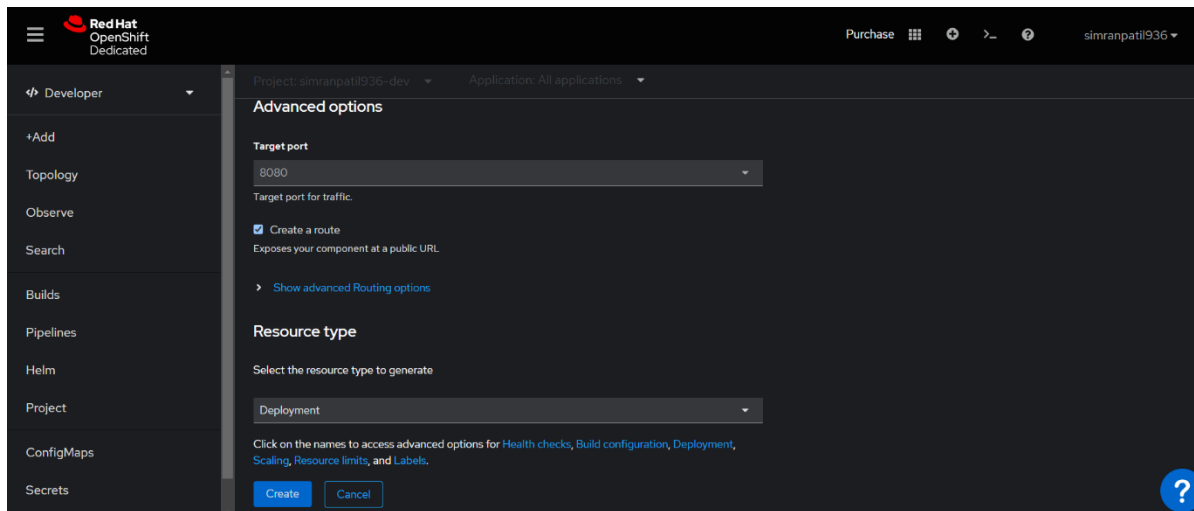 Red Hat
OpenShift
Dedicated
Purchase
simranpatil936
Developer
+Add
Topology
Observe
Search
Builds
Pipelines
Helm
Project
ConfigMaps
Secrets
Project: simranpatil936-dev
Application: All applications
Advanced options
Target port
8080
Target port for traffic.
Create a route
Exposes your component at a public URL
Show advanced Routing options
Resource type
Select the resource type to generate
Deployment
Click on the names to access advanced options for Health checks, Build configuration, Deployment,
Scaling, Resource limits, and Labels.
Create
Cancel